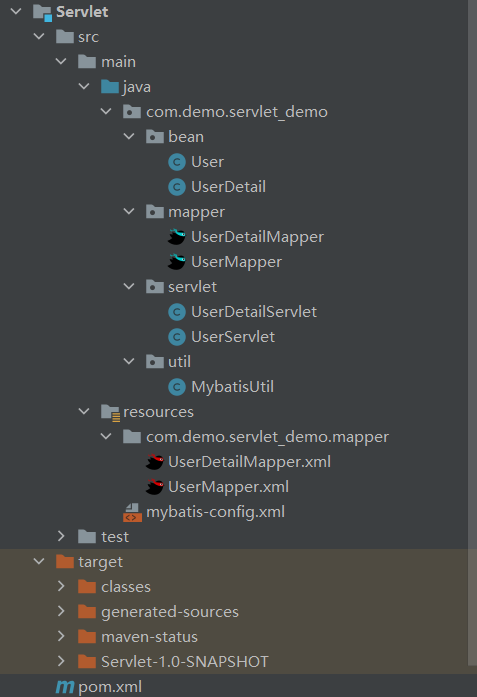 Servlet
src
main
java
com.demo.servlet_demo
bean
C User
C UserDetail
mapper
UserDetailMapper
UserMapper
servlet
C UserDetailServlet
C UserServlet
util
C MybatisUtil
resources
com.demo.servlet_demo.mapper
UserDetailMapper.xml
UserMapper.xml
mybatis-config.xml
test
target
classes
generated-sources
maven-status
Servlet-1.0-SNAPSHOT
m pom.xml